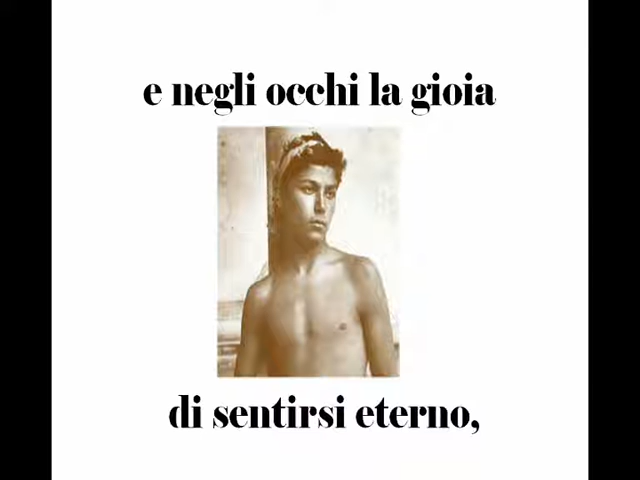 e negli occhi la gioia
di sentirsi eterno,